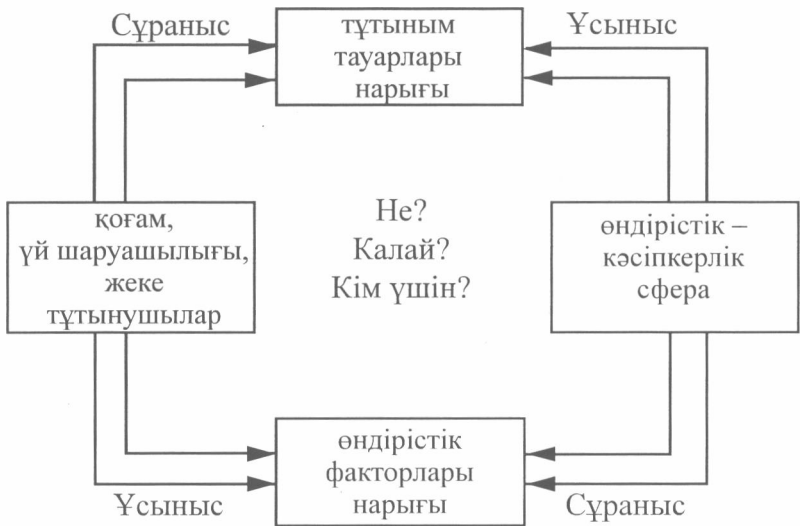 Сұраныс
тұтыным
тауарлары
нарығы
Ұсыныс
қоғам,
үй шаруашылығы,
жеке
тұтынушылар
Не?
Калай?
Кім үшін?
өндірістік –
кәсіпкерлік
сфера
өндірістік
факторлары
нарығы
Ұсыныс
Сұраныс